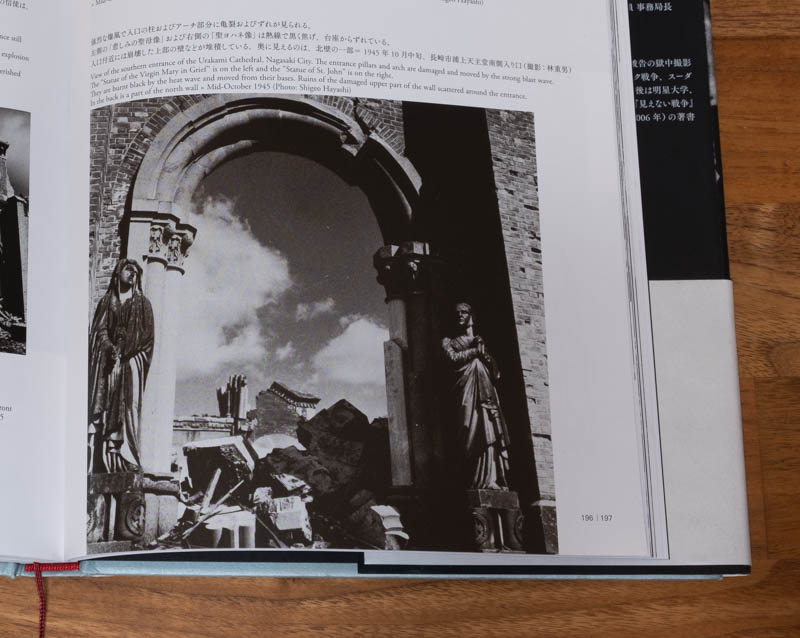 強烈な爆風で入口の柱およびアーチ部分に亀裂およびずれが見られる。
左側の「悲しみの聖母像」および右側の「聖ヨハネ像」は熱線で黒く焦げ、台座からずれている。
入口付近には崩壊した上部の壁などが堆積している。奥に見えるのは、北壁の一部＝1945年10月中旬、長崎市浦上天主堂南側入り口（撮影：林重男）
View of the southern entrance of the Urakami Cathedral, Nagasaki City. The entrance pillars and arch are damaged and moved by the strong blast wave.
The "Statue of the Virgin Mary in Grief" is on the left and the "Statue of St. John" is on the right.
They are burnt black by the heat wave and moved from their bases. Ruins of the damaged upper part of the wall scattered around the entrance.
In the back is a part of the north wall = Mid-October 1945 (Photo: Shigeo Hayashi)
196 | 197
ce still
explosion
erished
ront
5
事務局長
被告の獄中撮影
ク戦争、スーダ
後は明星大学、
『見えない戦争』
006年）の著書